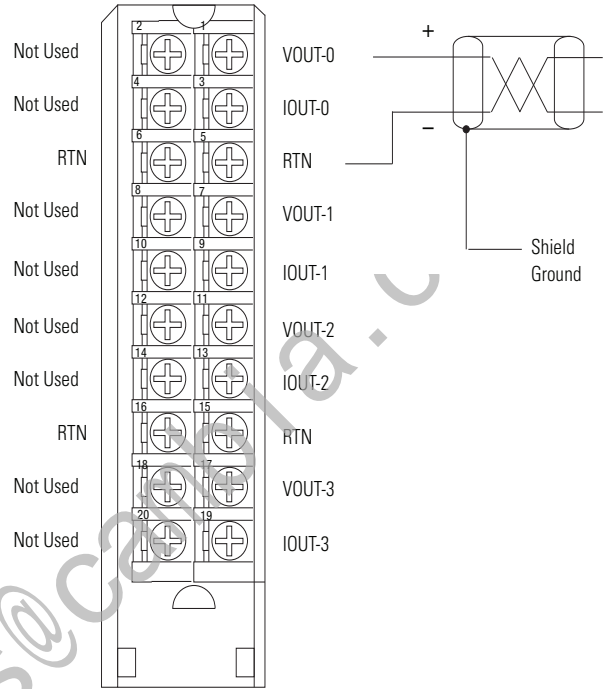 2 1
Not Used VOUT-0 +
4 3
Not Used IOUT-0
6 5 −
RTN RTN
8 7
Not Used VOUT-1
Shield
Ground
10 9
Not Used IOUT-1
12 11
Not Used VOUT-2
14 13
Not Used IOUT-2
16 15
RTN RTN
18 17
Not Used VOUT-3
20 19
Not Used IOUT-3
s@cambia.c